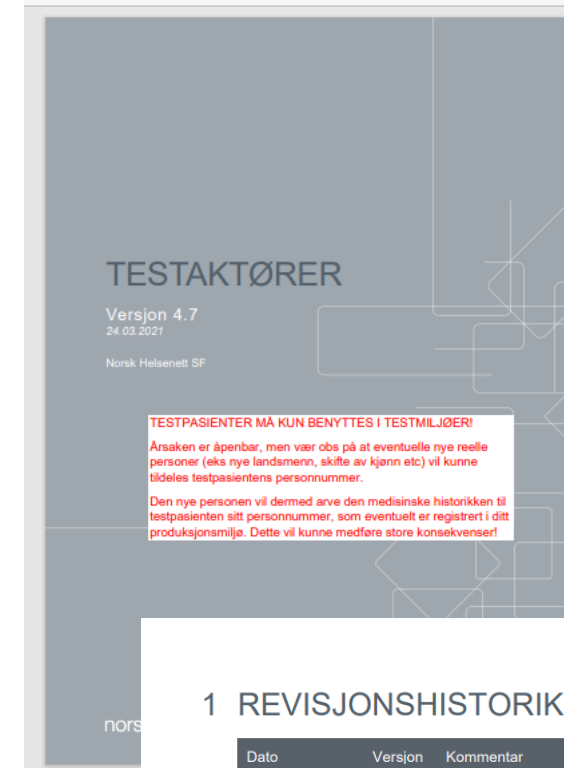 TESTAKTØRER
Versjon 4.7
24.03.2021
Norsk Helsenett SF
TESTPASIENTER MÅ KUN BENYTTES I TESTMILJØER!
Årsaken er åpenbar, men vær obs på at eventuelle nye reelle
personer (eks nye landsmenn, skifte av kjønn etc) vil kunne
tildeles testpasientens personnummer.
Den nye personen vil dermed arve den medisinske historikken til
testpasienten sitt personnummer, som eventuelt er registrert i ditt
produksjonsmiljø. Dette vil kunne medføre store konsekvenser!
nors
1 REVISJONSHISTORIK
Dato Versjon Kommentar